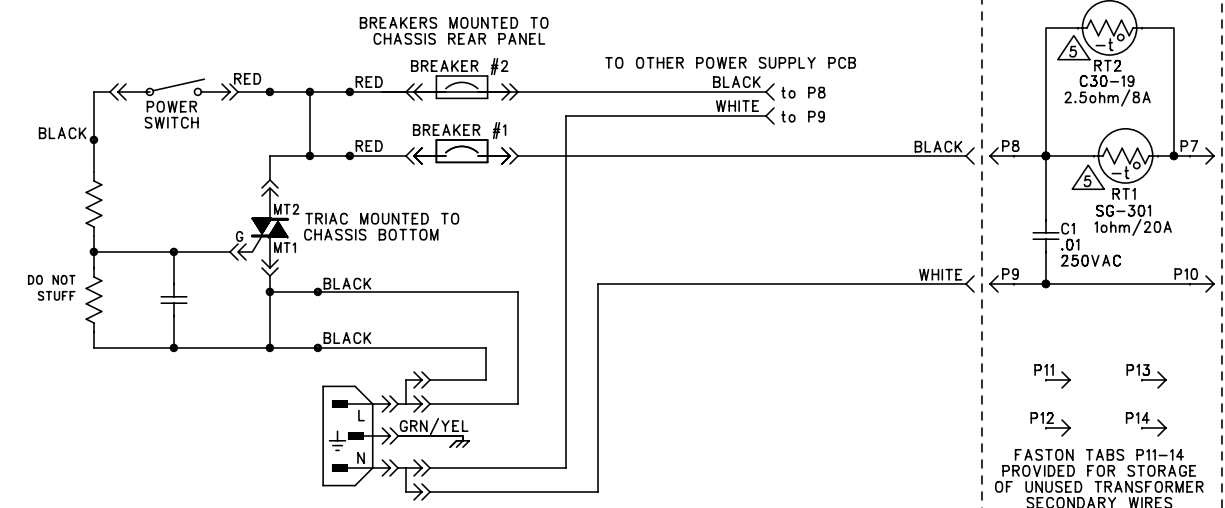 BREAKERS MOUNTED TO
CHASSIS REAR PANEL
BREAKER #2
TO OTHER POWER SUPPLY PCB
RED
RED
BLACK
to P8
POWER
SWITCH
WHITE
to P9
BLACK
BREAKER #1
RED
BLACK
P8
P7
5
-t°
RT2
C30-19
2.5ohm/8A
-t°
5
RT1
SG-301
1ohm/20A
MT2
TRIAC MOUNTED TO
CHASSIS BOTTOM
G
MT1
C1
.01
250VAC
DO NOT
STUFF
BLACK
WHITE
P9
P10
BLACK
L
GRN/YEL
N
P11
P13
P12
P14
FASTON TABS P11-14
PROVIDED FOR STORAGE
OF UNUSED TRANSFORMER
SECONDARY WIRES